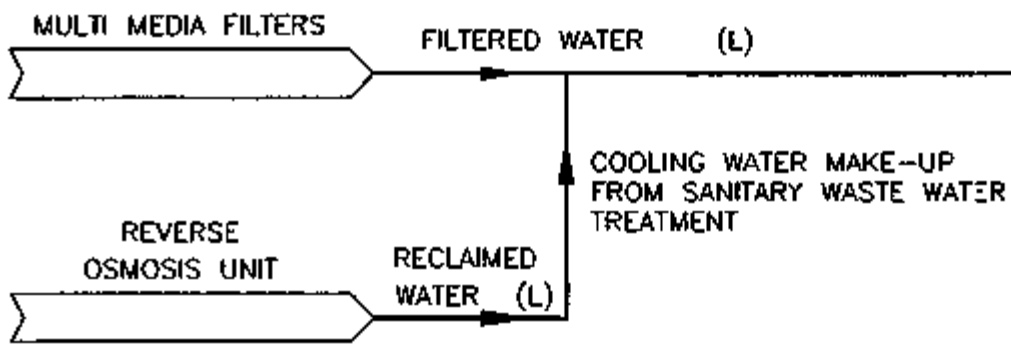 MULTI MEDIA FILTERS
FILTERED WATER (L)
COOLING WATER MAKE-UP
FROM SANITARY WASTE WATER
TREATMENT
REVERSE
OSMOSIS UNIT
RECLAIMED
WATER (L)